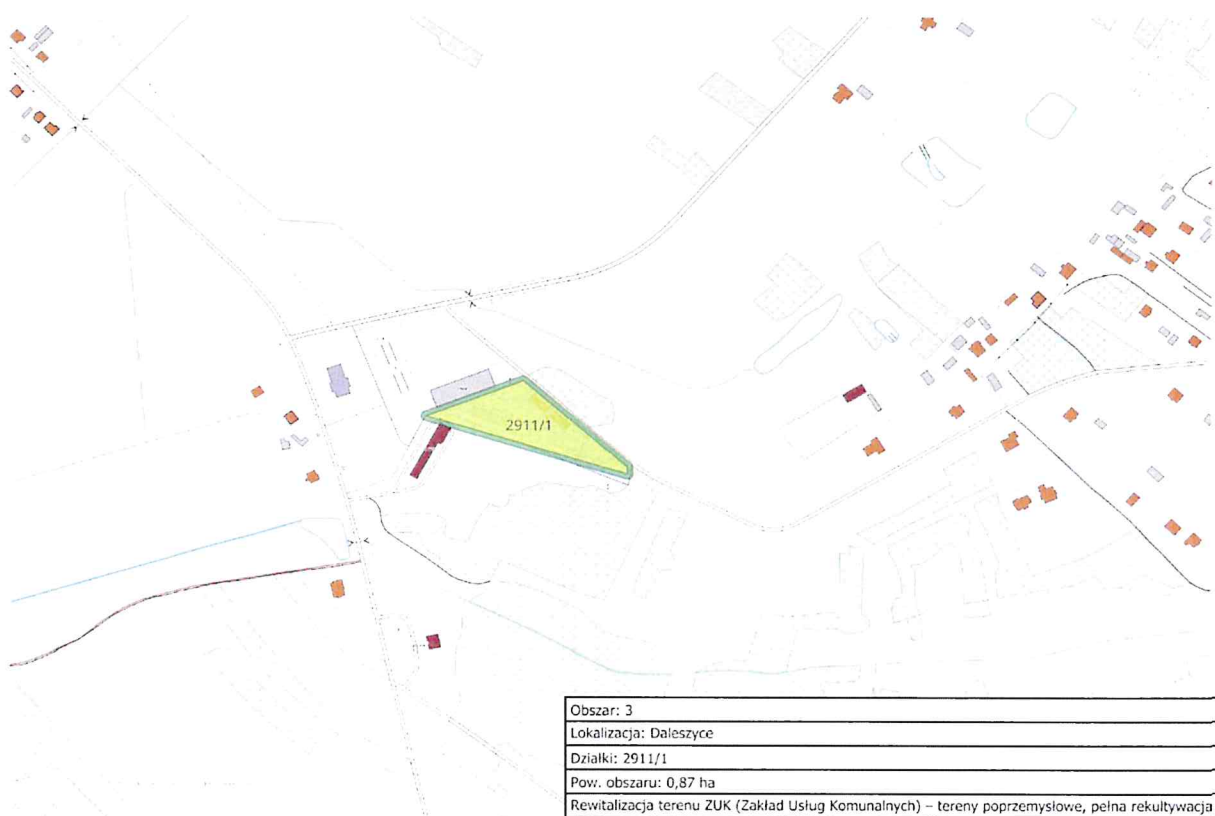 2911/1
Obszar: 3
Lokalizacja: Daleszyce
Działki: 2911/1
Pow. obszaru: 0,87 ha
Rewitalizacja terenu ZUK (Zakład Usług Komunalnych) – tereny poprzemysłowe, pełna rekultywacja